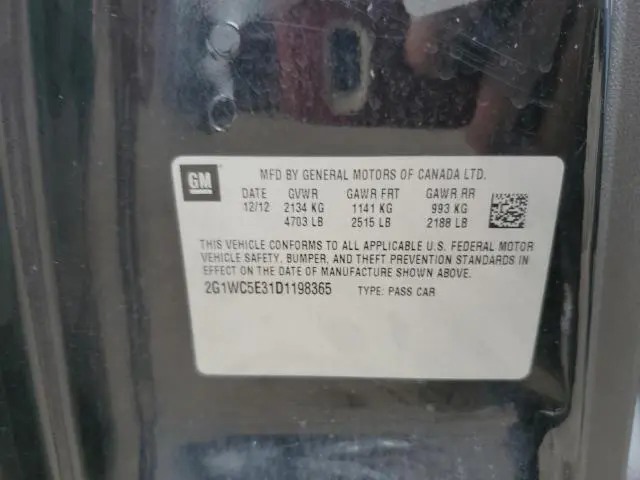 GM
MFD BY GENERAL MOTORS OF CANADA LTD.
DATE GVWR GAWR FRT GAWR RR
12/12 2134 KG 1141 KG 993 KG
4703 LB 2515 LB 2188 LB
THIS VEHICLE CONFORMS TO ALL APPLICABLE U.S. FEDERAL MOTOR
VEHICLE SAFETY, BUMPER, AND THEFT PREVENTION STANDARDS
IN EFFECT ON THE DATE OF MANUFACTURE SHOWN ABOVE.
2G1WC5E31D1198365 TYPE: PASS CAR